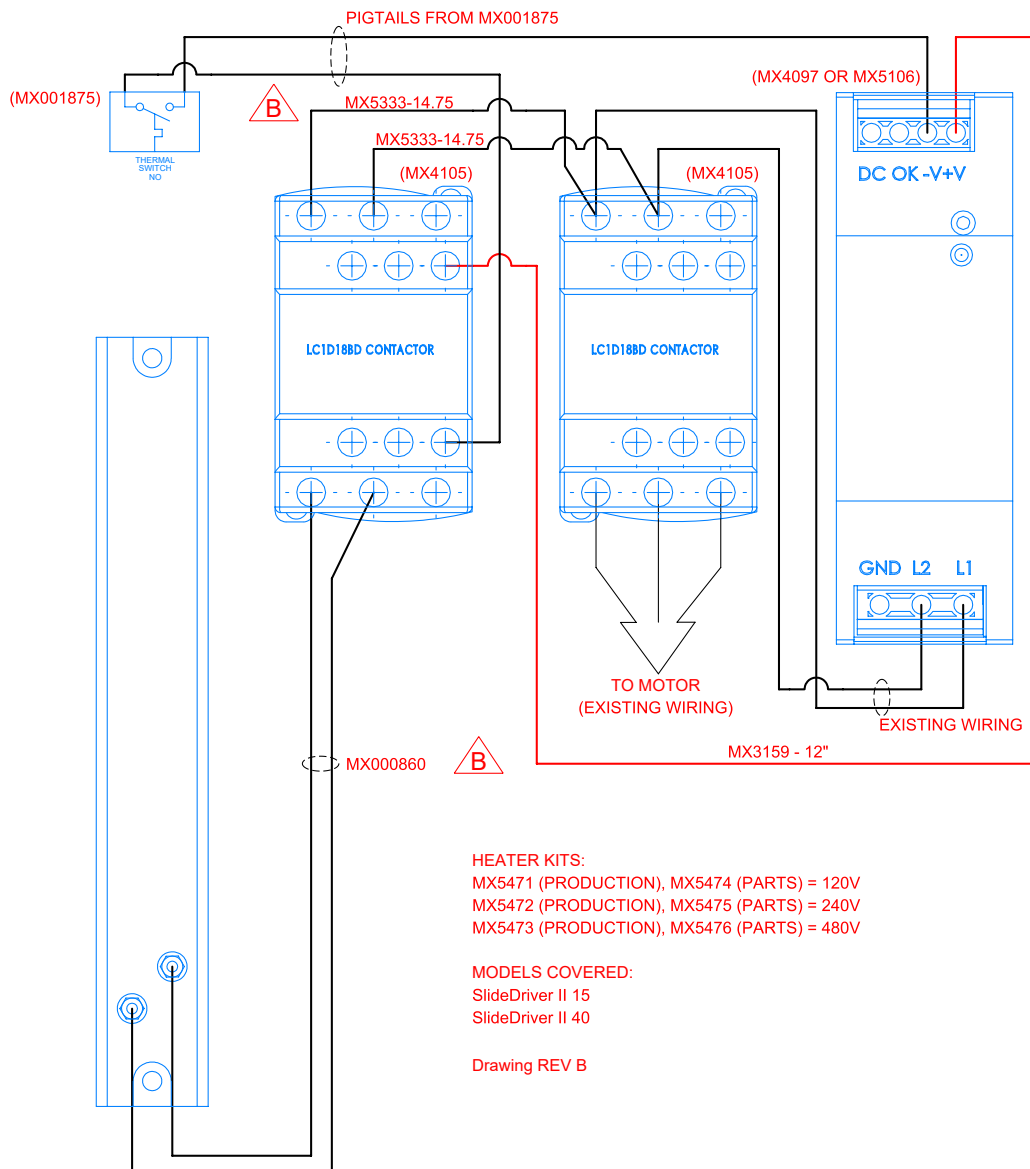 PIGTAILS FROM MX001875
(MX001875)
THERMAL
SWITCH
NO
B
MX5333-14.75
MX5333-14.75
(MX4105)
(MX4105)
(MX4097 OR MX5106)
DC OK -V+V
LC1D18BD CONTACTOR
LC1D18BD CONTACTOR
GND L2 L1
TO MOTOR
(EXISTING WIRING)
EXISTING WIRING
MX3159 - 12"
MX000860
B
HEATER KITS:
MX5471 (PRODUCTION), MX5474 (PARTS) = 120V
MX5472 (PRODUCTION), MX5475 (PARTS) = 240V
MX5473 (PRODUCTION), MX5476 (PARTS) = 480V
MODELS COVERED:
SlideDriver II 15
SlideDriver II 40
Drawing REV B